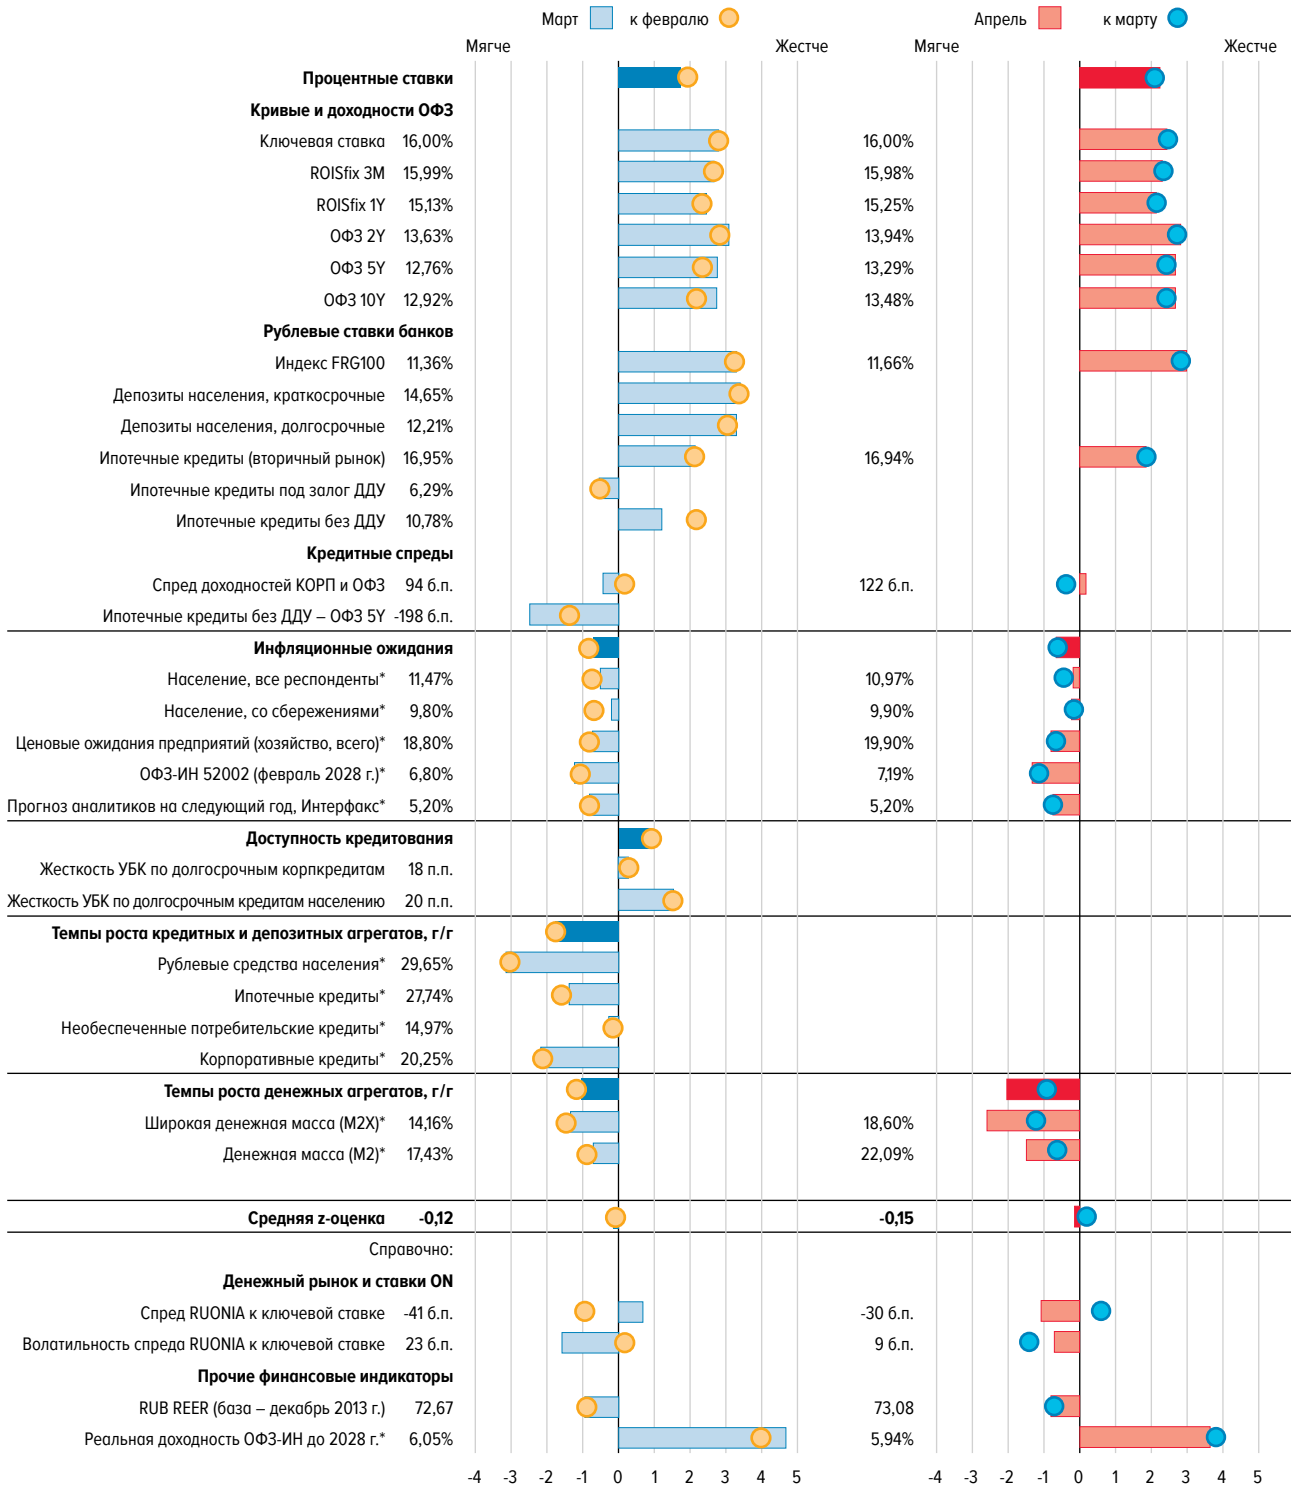 Март к февралю Апрель к марту
Мягче Жестче Мягче Жестче
Процентные ставки
Кривые и доходности ОФЗ
Ключевая ставка 16,00% 16,00%
ROISfix 3M 15,99% 15,98%
ROISfix 1Y 15,13% 15,25%
ОФЗ 2Y 13,63% 13,94%
ОФЗ 5Y 12,76% 13,29%
ОФЗ 10Y 12,92% 13,48%
Рублевые ставки банков
Индекс FRG100 11,36% 11,66%
Депозиты населения, краткосрочные 14,65%
Депозиты населения, долгосрочные 12,21%
Ипотечные кредиты (вторичный рынок) 16,95% 16,94%
Ипотечные кредиты под залог ДДУ 6,29%
Ипотечные кредиты без ДДУ 10,78%
Кредитные спреды
Спред доходностей КОРП и ОФЗ 94 б.п. 122 б.п.
Ипотечные кредиты без ДДУ – ОФЗ 5Y -198 б.п.
Инфляционные ожидания
Население, все респонденты* 11,47% 10,97%
Население, со сбережениями* 9,80% 9,90%
Ценовые ожидания предприятий (хозяйство, всего)* 18,80% 19,90%
ОФЗ-ИН 52002 (февраль 2028 г.)* 6,80% 7,19%
Прогноз аналитиков на следующий год, Интерфакс* 5,20% 5,20%
Доступность кредитования
Жесткость УБК по долгосрочным корпкредитам 18 п.п.
Жесткость УБК по долгосрочным кредитам населению 20 п.п.
Темпы роста кредитных и депозитных агрегатов, г/г
Рублевые средства населения* 29,65%
Ипотечные кредиты* 27,74%
Необеспеченные потребительские кредиты* 14,97%
Корпоративные кредиты* 20,25%
Темпы роста денежных агрегатов, г/г
Широкая денежная масса (M2X)* 14,16% 18,60%
Денежная масса (M2)* 17,43% 22,09%
Средняя z-оценка -0,12 -0,15
Справочно:
Денежный рынок и ставки ON
Спред RUONIA к ключевой ставке -41 б.п. -30 б.п.
Волатильность спреда RUONIA к ключевой ставке 23 б.п. 9 б.п.
Прочие финансовые индикаторы
RUB REER (база – декабрь 2013 г.) 72,67 73,08
Реальная доходность ОФЗ-ИН до 2028 г.* 6,05% 5,94%
-4 -3 -2 -1 0 1 2 3 4 5 -4 -3 -2 -1 0 1 2 3 4 5